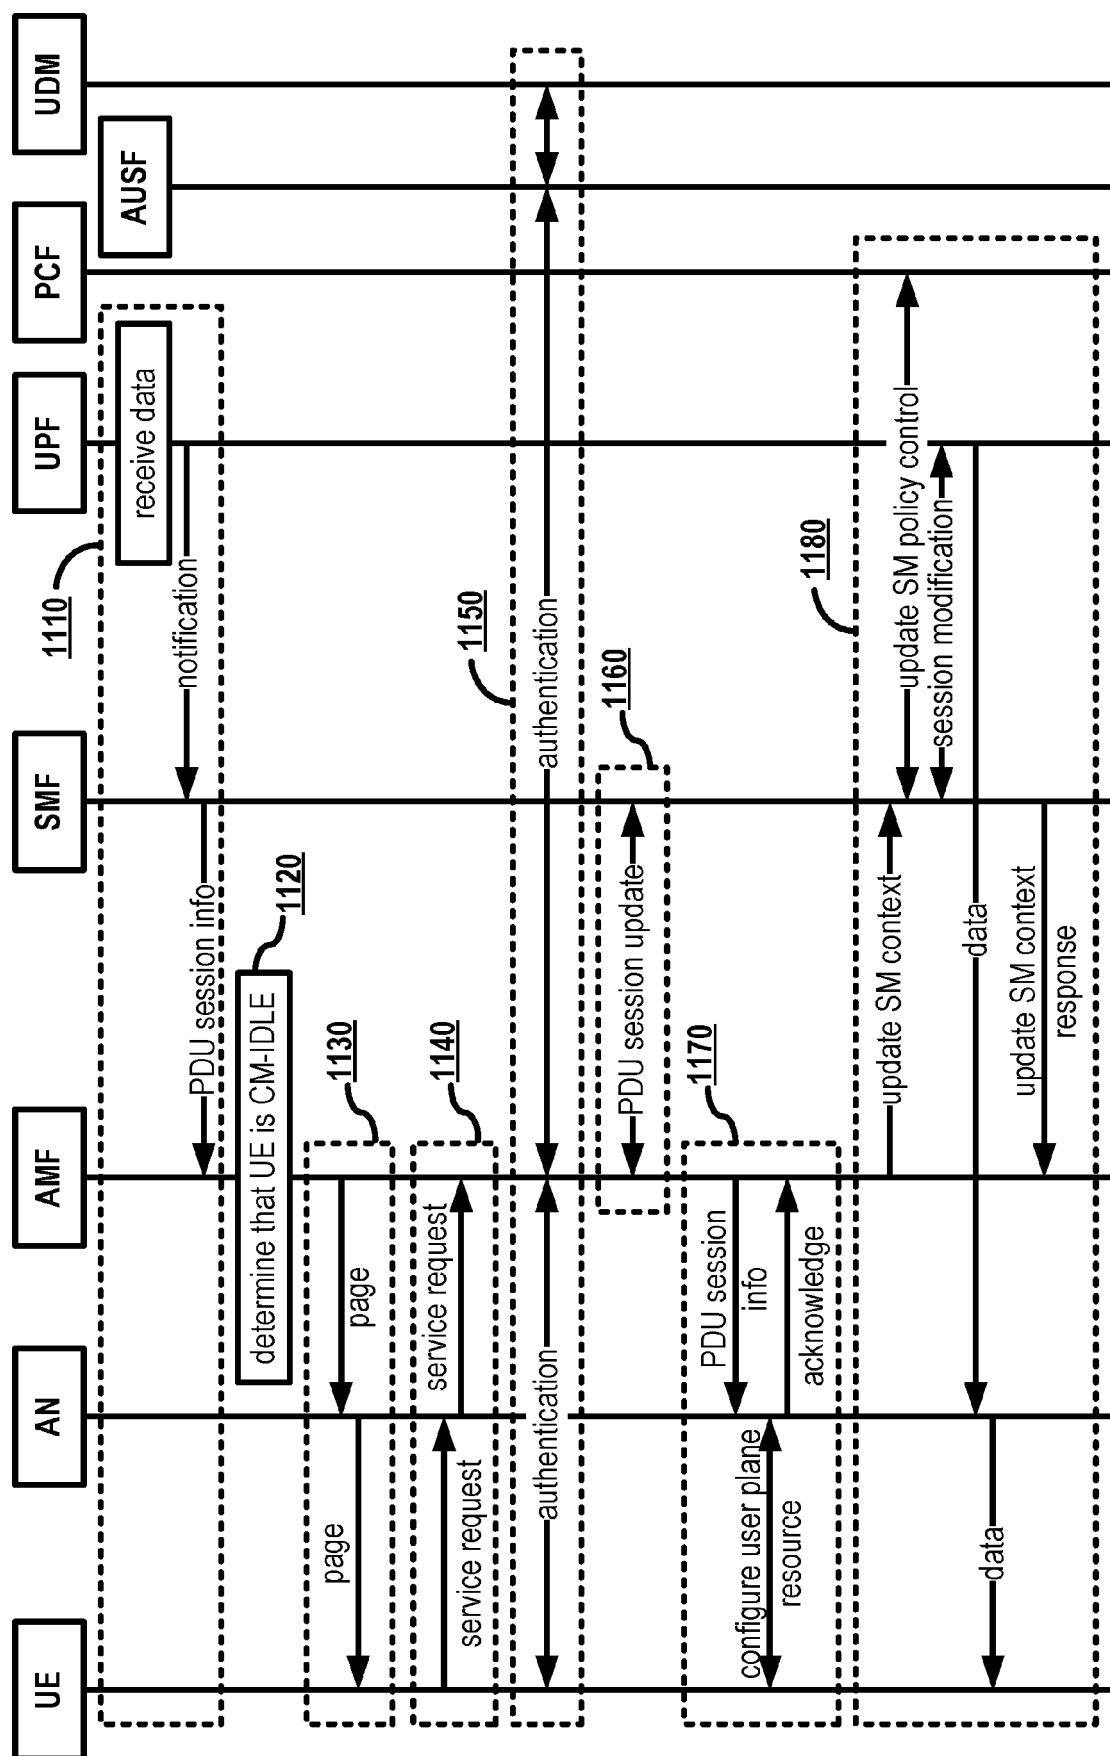 UE
AN
AMF
SMF
UPF
PCF
AUSF
UDM
1110
receive data
notification
PDU session info
determine that UE is CM-IDLE
1120
1130
page
page
1140
service request
service request
1150
authentication
authentication
1160
PDU session update
1170
PDU session
info
configure user plane
resource
acknowledge
1180
update SM context
update SM policy control
session modification
data
data
update SM context
response